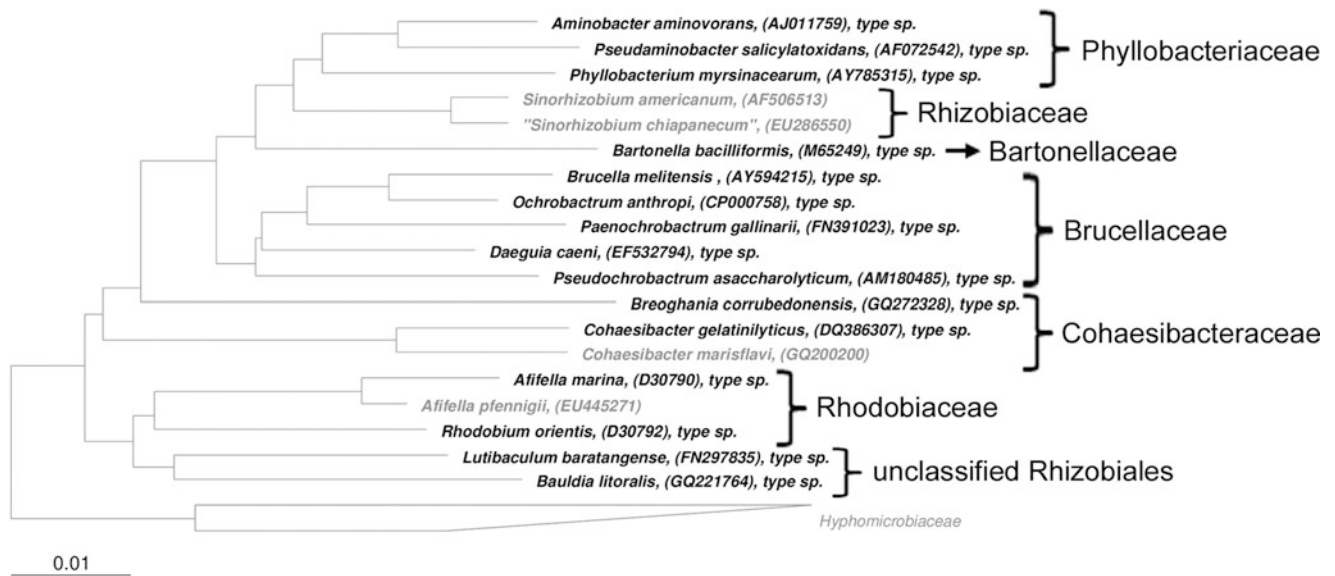 Aminobacter aminovorans, (AJ011759), type sp.
Pseudaminobacter salicylatoxidans, (AF072542), type sp.
Phyllobacteriaceae
Phyllobacterium myrsinacearum, (AY785315), type sp.
Sinorhizobium americanum, (AF506513)
Rhizobiaceae
"Sinorhizobium chiapanecum", (EU286550)
Bartonella bacilliformis, (M65249), type sp.
Bartonellaceae
Brucella melitensis , (AY594215), type sp.
Ochrobactrum anthropi, (CP000758), type sp.
Paenochrobactrum gallinarii, (FN391023), type sp.
Brucellaceae
Daeguia caeni, (EF532794), type sp.
Pseudochrobactrum asaccharolyticum, (AM180485), type sp.
Breoghania corrubedonensis, (GQ272328), type sp.
Cohaesibacter gelatinilyticus, (DQ386307), type sp.
Cohaesibacteraceae
Cohaesibacter marisflavi, (GQ200200)
Afifella marina, (D30790), type sp.
Afifella pfennigii, (EU445271)
Rhodobiaceae
Rhodobium orientis, (D30792), type sp.
Lutibaculum baratangense, (FN297835), type sp.
unclassified Rhizobiales
Bauldia litoralis, (GQ221764), type sp.
Hyphomicrobiaceae
0.01